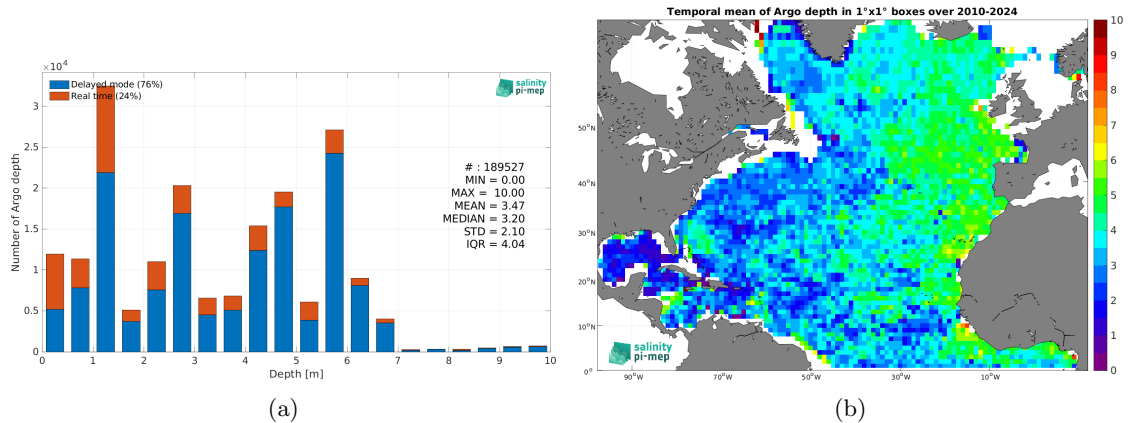 ×10⁴
Delayed mode (76%)
Real time (24%)
salinity
pi-mep
Number of Argo depth
3
2.5
2
1.5
1
0.5
0
# : 189527
MIN = 0.00
MAX = 10.00
MEAN = 3.47
MEDIAN = 3.20
STD = 2.10
IQR = 4.04
0 1 2 3 4 5 6 7 8 9 10
Depth [m]
(a)
Temporal mean of Argo depth in 1°x1° boxes over 2010-2024
50°N
40°N
30°N
20°N
10°N
0°
90°W 70°W 50°W 30°W 10°W
salinity
pi-mep
10
9
8
7
6
5
4
3
2
1
0
(b)